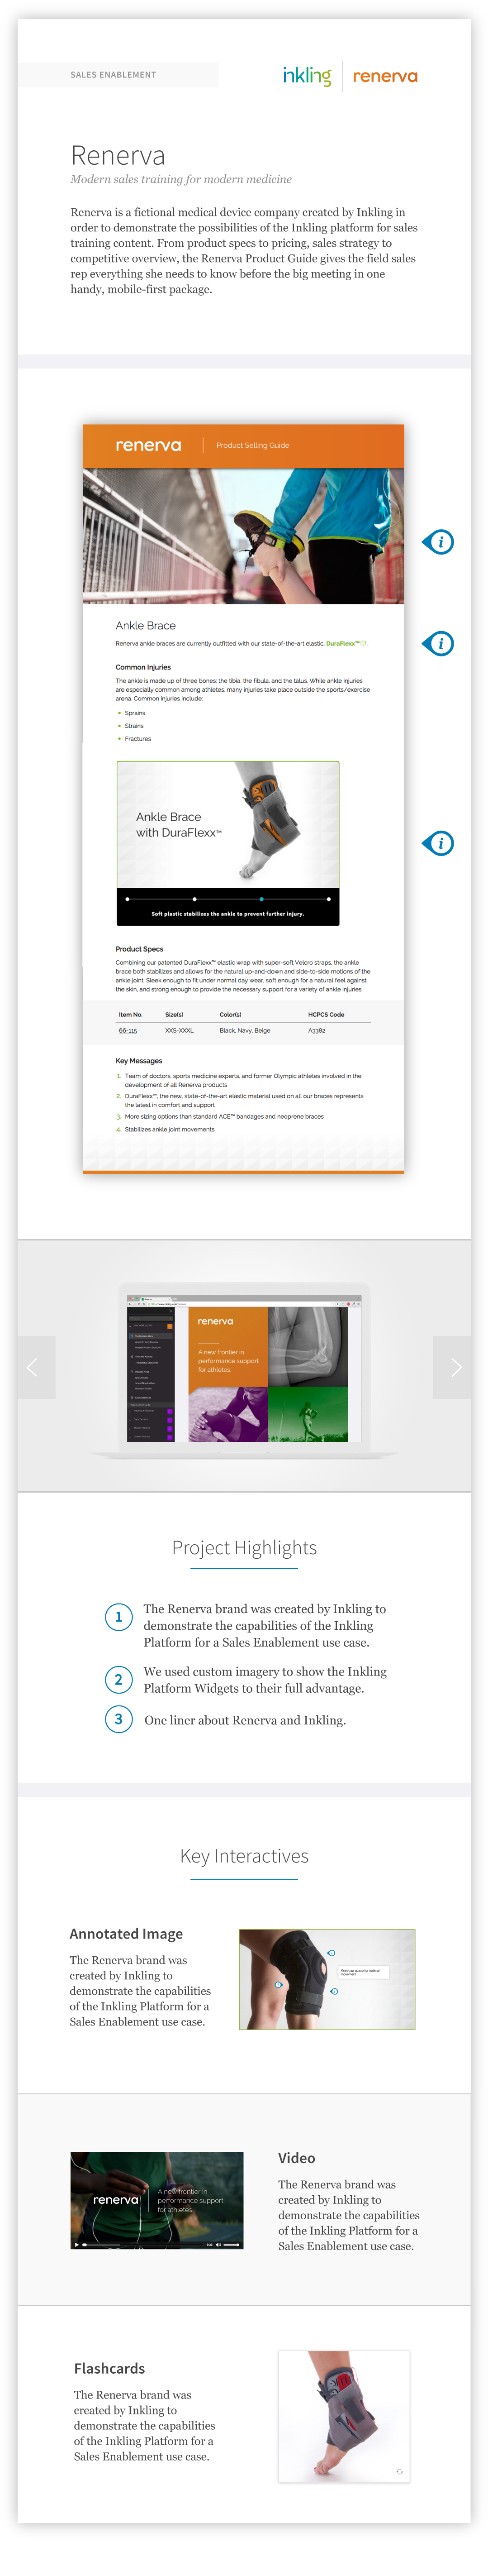 SALES ENABLEMENT
inkling
renerva
Renerva
Modern sales training for modern medicine
Renerva is a fictional medical device company created by Inkling in
order to demonstrate the possibilities of the Inkling platform for sales
training content. From product specs to pricing, sales strategy to
competitive overview, the Renerva Product Guide gives the field sales
rep everything she needs to know before the big meeting in one
handy, mobile-first package.
renerva
Product Selling Guide
i
Ankle Brace
Renerva ankle braces are currently outfitted with our state-of-the-art elastic, DuraFlexx™.
i
Common Injuries
The ankle is made up of three bones: the tibia, the fibula, and the talus. While ankle injuries
are especially common among athletes, many injuries take place outside the sports/exercise
arena. Common injuries include:
Sprains
Strains
Fractures
Ankle Brace
with DuraFlexx™
i
Soft plastic stabilizes the ankle to prevent further injury.
Product Specs
Combining our patented DuraFlexx™ elastic wrap with super-soft Velcro straps, the ankle
brace both stabilizes and allows for the natural up-and-down and side-to-side motions of the
ankle joint. Sleek enough to fit under normal day wear, soft enough for a natural feel against
the skin, and strong enough to provide the necessary support for a variety of ankle injuries.
Item No. Size(s) Color(s) HCPCS Code
66-115 XXS-XXXL Black, Navy, Beige A3382
Key Messages
1. Team of doctors, sports medicine experts, and former Olympic athletes involved in the
development of all Renerva products
2. DuraFlexx™, the new, state-of-the-art elastic material used on all our braces represents
the latest in comfort and support
3. More sizing options than standard ACE™ bandages and neoprene braces
4. Stabilizes ankle joint movements
renerva
A new frontier in
performance support
for athletes.
Project Highlights
1 The Renerva brand was created by Inkling to
demonstrate the capabilities of the Inkling
Platform for a Sales Enablement use case.
2 We used custom imagery to show the Inkling
Platform Widgets to their full advantage.
3 One liner about Renerva and Inkling.
Key Interactives
Annotated Image
The Renerva brand was
created by Inkling to
demonstrate the capabilities
of the Inkling Platform for a
Sales Enablement use case.
Kneecap space for optimal
movement
renerva
A new frontier in
performance support
for athletes.
Video
The Renerva brand was
created by Inkling to
demonstrate the capabilities
of the Inkling Platform for a
Sales Enablement use case.
Flashcards
The Renerva brand was
created by Inkling to
demonstrate the capabilities
of the Inkling Platform for a
Sales Enablement use case.